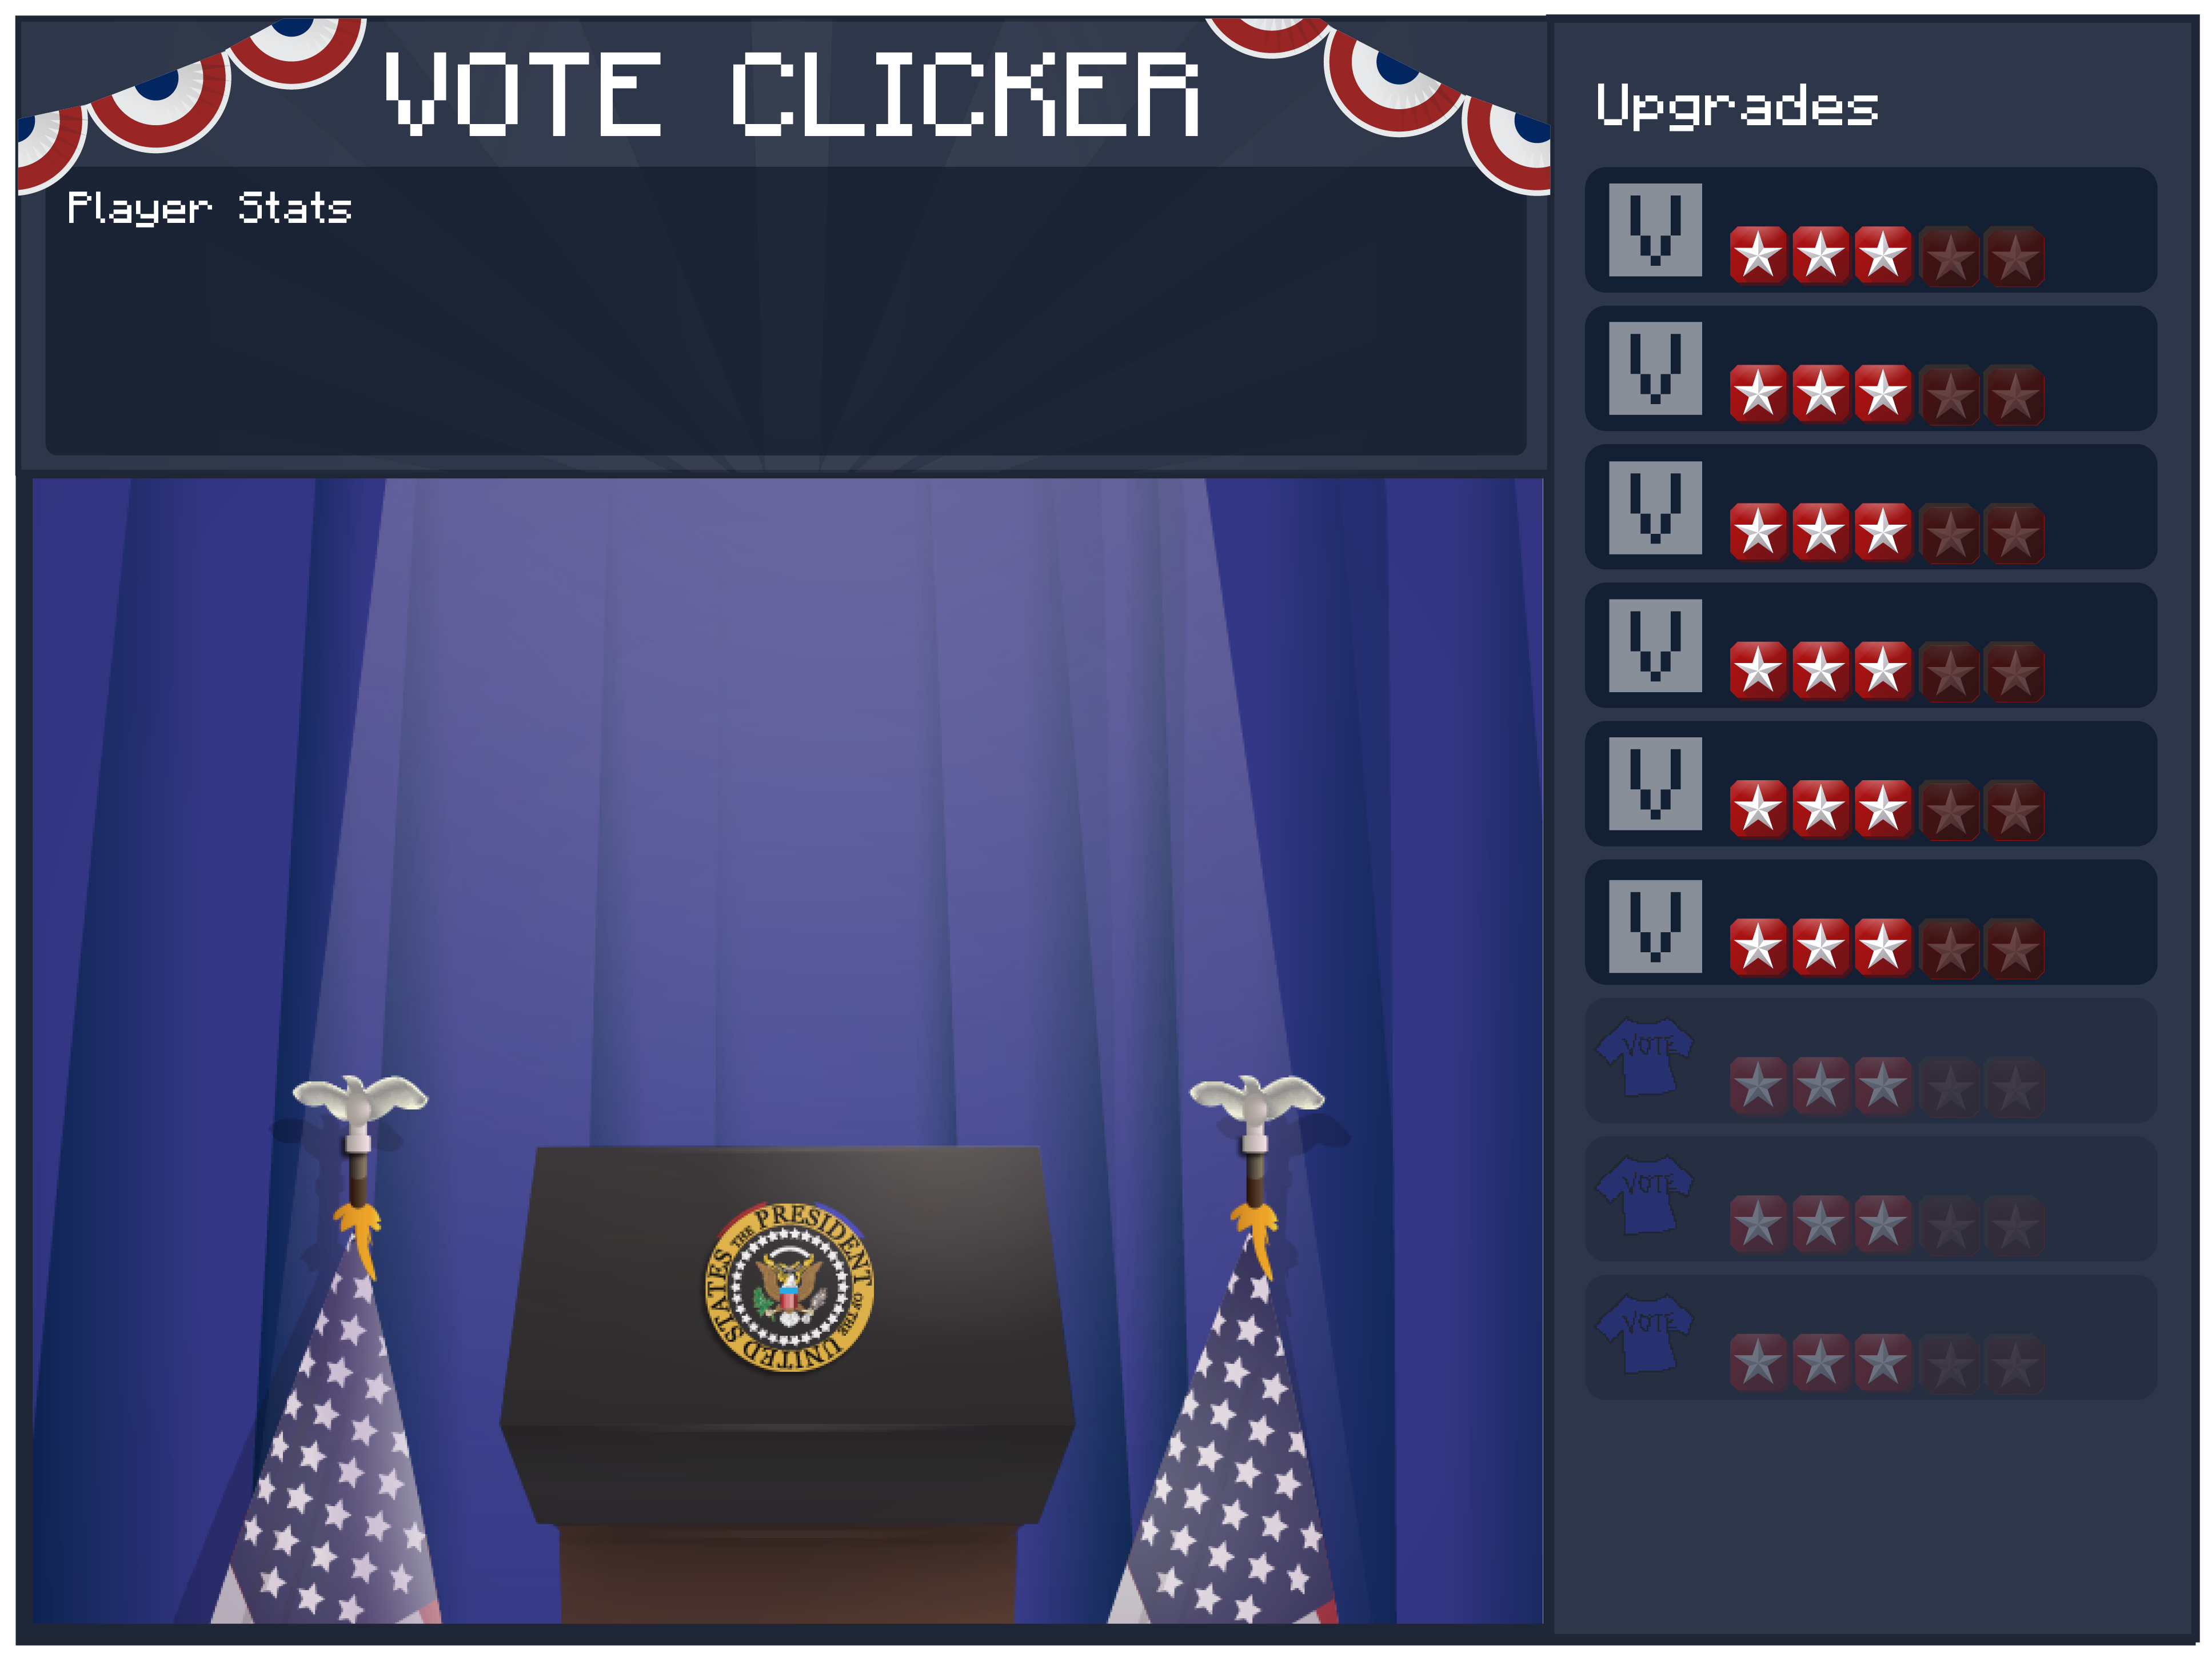 VOTE CLICKER
Upgrades
Player Stats
V
V
V
V
V
V
VOTE
VOTE
VOTE
THE PRESIDENT OF THE UNITED STATES